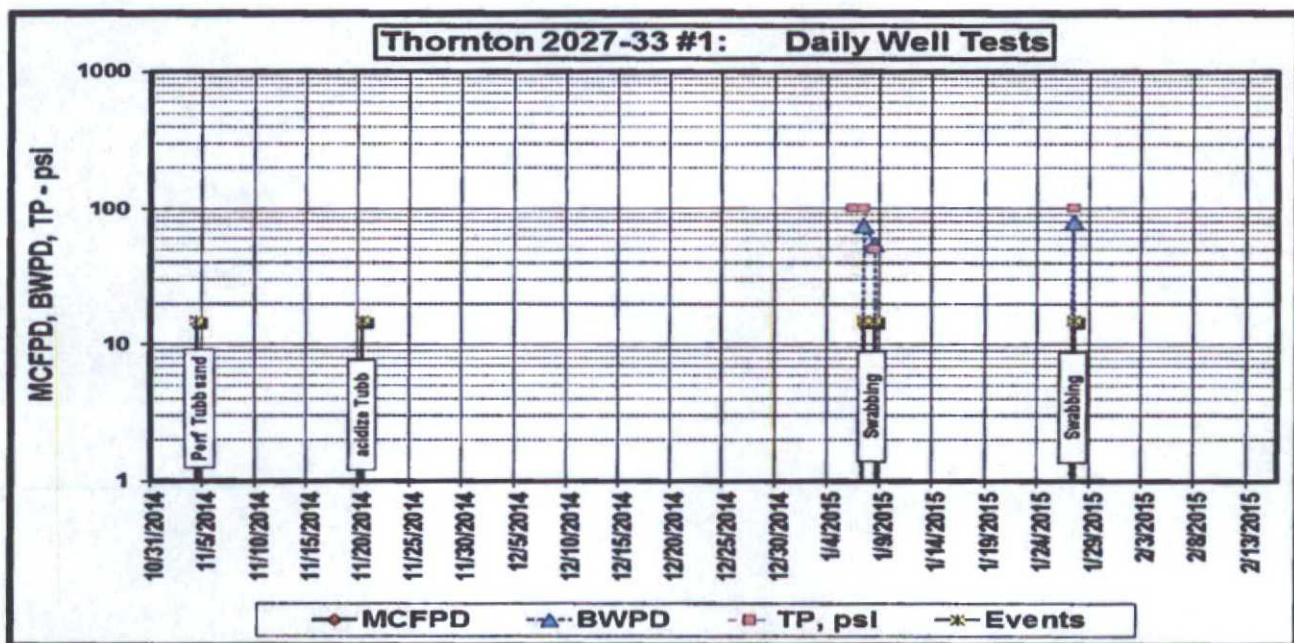 Thornton 2027-33 #1: Daily Well Tests
MCFPD, BWPD, TP - psi
1000
100
10
1
Perf Tubb sand
acidize Tubb
Swabbing
Swabbing
10/31/2014
11/5/2014
11/10/2014
11/15/2014
11/20/2014
11/25/2014
11/30/2014
12/5/2014
12/10/2014
12/15/2014
12/20/2014
12/25/2014
12/30/2014
1/4/2015
1/9/2015
1/14/2015
1/19/2015
1/24/2015
1/29/2015
2/3/2015
2/8/2015
2/13/2015
MCFPD
BWPD
TP, psi
Events